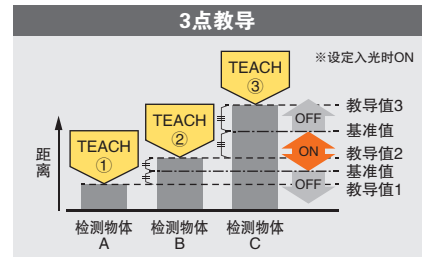 3点教导
※设定入光时ON
TEACH
③
TEACH
②
TEACH
①
距离
OFF
ON
OFF
教导值3
基准值
教导值2
基准值
教导值1
检测物体
A
检测物体
B
检测物体
C